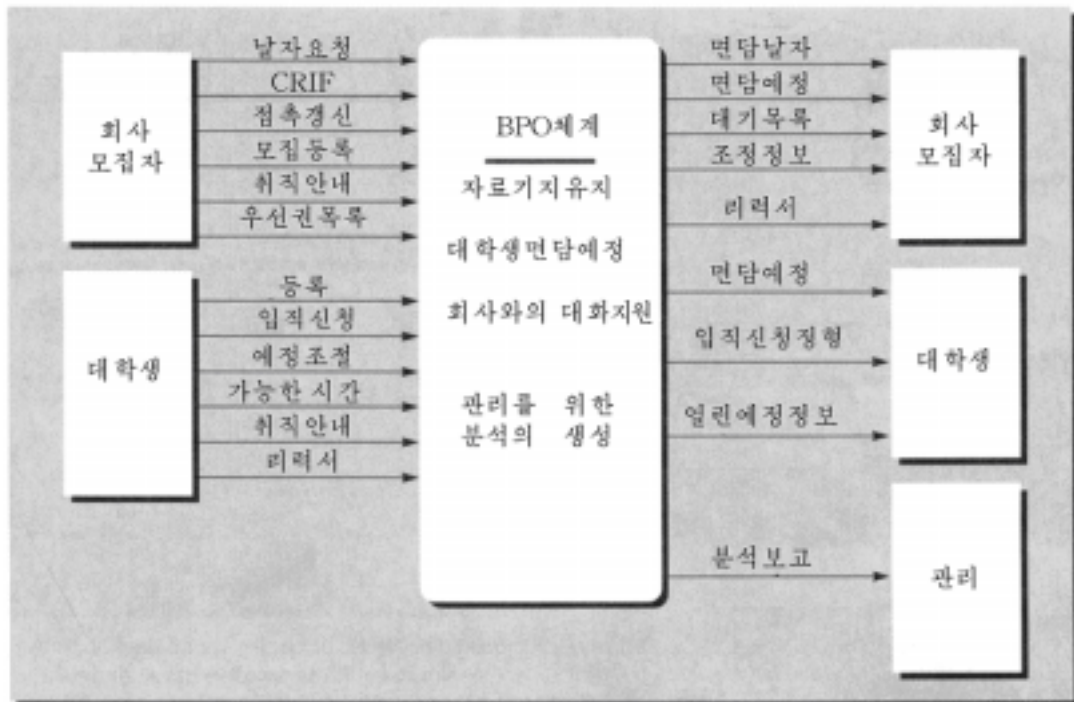 회사
모집자
날자요청
CRIF
접촉갱신
모집등록
취직안내
우선권목록
대학생
등록
입직신청
예정조절
가능한 시간
취직안내
리력서
BPO체계
자료기지유지
대학생면담예정
회사와의 대화지원
관리를 위한
분석의 생성
면담날자
면담예정
대기목록
조정정보
리력서
회사
모집자
면담예정
입직신청정형
열린예정정보
대학생
분석보고
관리